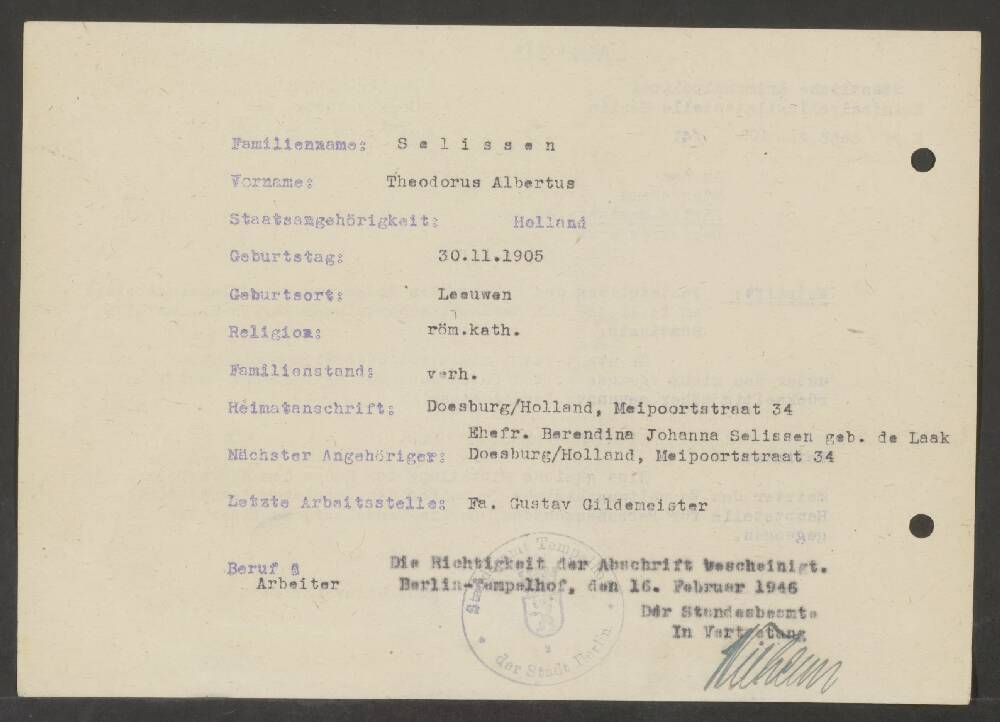 Familienname: Selissen
Vorname: Theodorus Albertus
Staatsangehörigkeit: Holland
Geburtstag: 30.11.1905
Geburtsort: Leeuwen
Religion: röm.kath.
Familienstand: verh.
Heimatanschrift: Doesburg/Holland, Meipoortstraat 34
Ehefr. Berendina Johanna Selissen geb. de Laak
Nächster Angehöriger: Doesburg/Holland, Meipoortstraat 34
Letzte Arbeitsstelle: Fa. Gustav Gildemeister
Beruf : Die Richtigkeit der Abschrift bescheinigt.
Arbeiter Berlin-Tempelhof, den 16. Februar 1946
Der Standesbeamte
In Vertretung
der Stadt Berlin